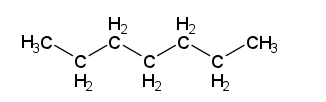 H₂ H₂
H₃C C C CH₃
C C C
H₂ H₂ H₂